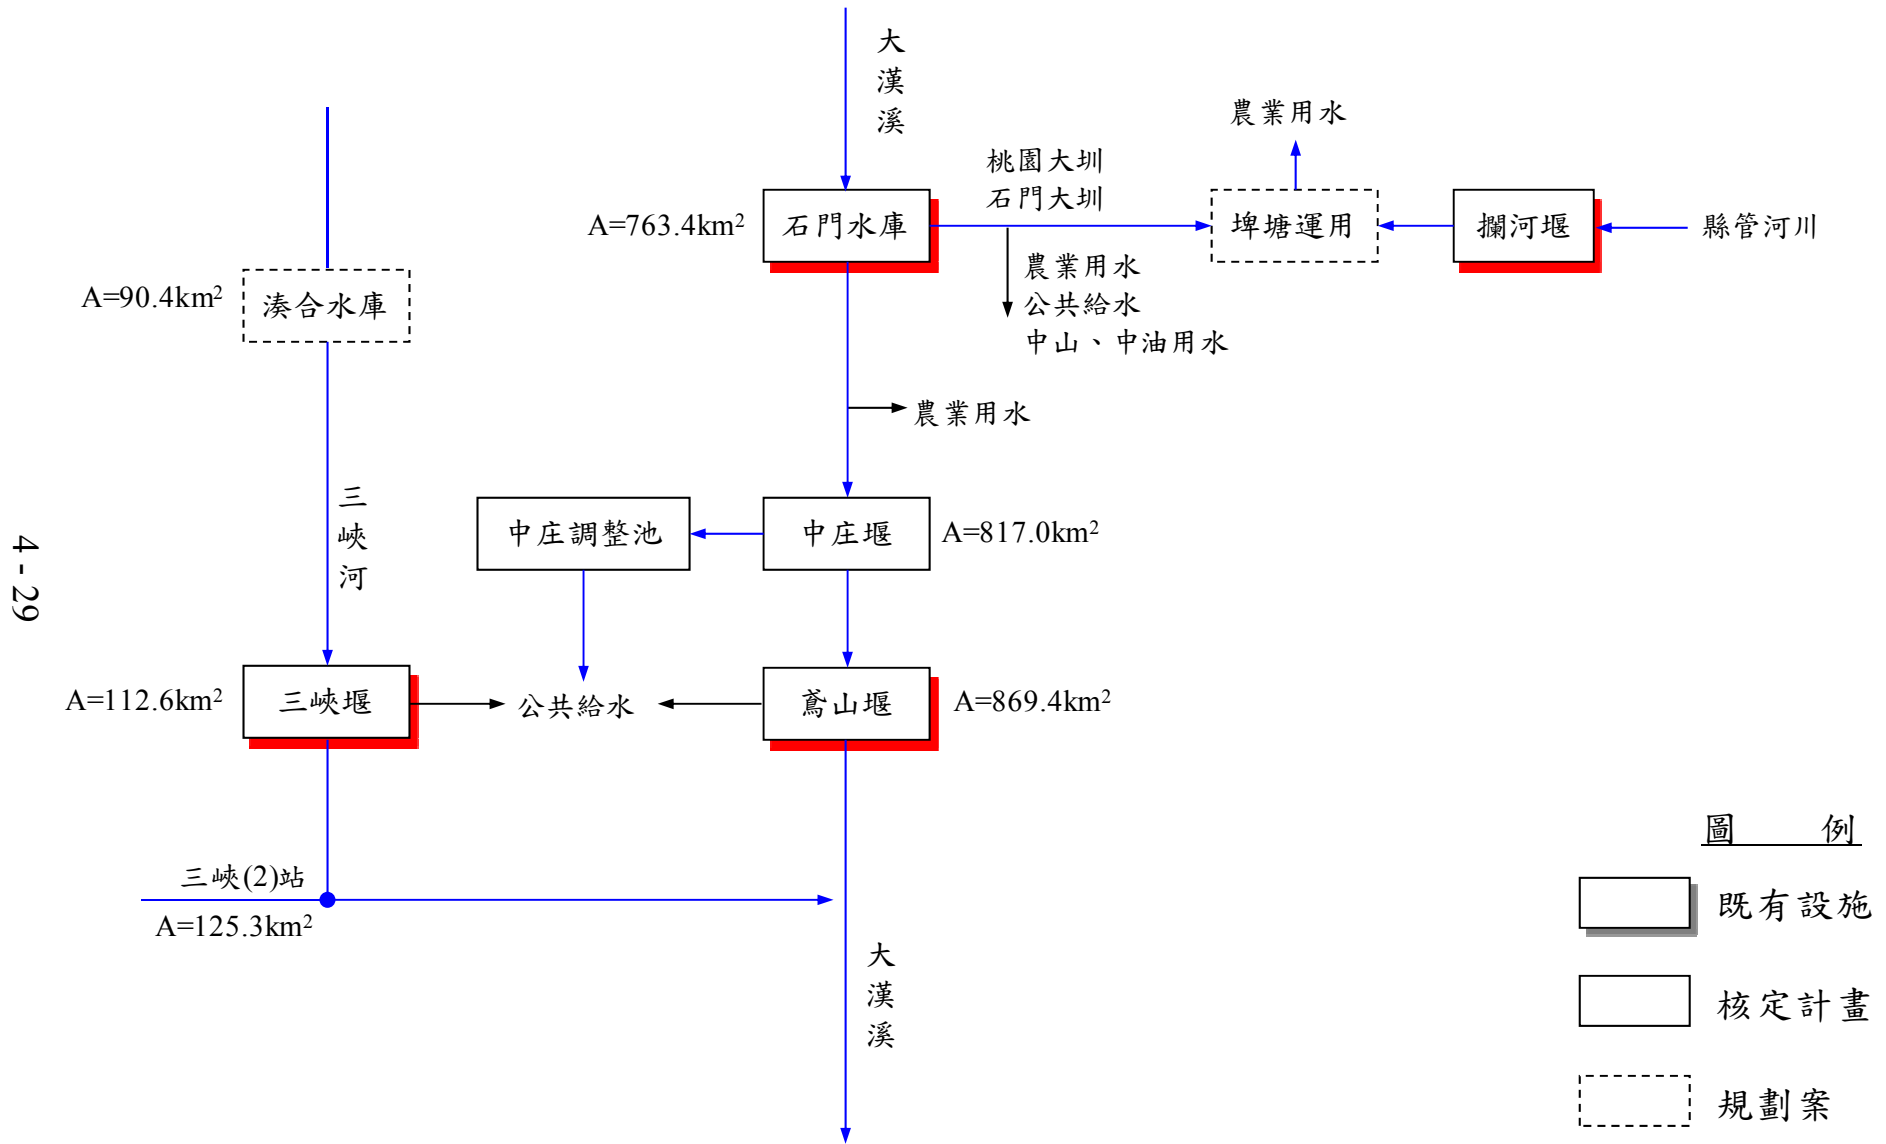 大漢溪
農業用水
桃園大圳
石門大圳
A=763.4km²
石門水庫
埤塘運用
攔河堰
縣管河川
農業用水
公共給水
中山、中油用水
A=90.4km²
湊合水庫
農業用水
三峽河
中庄調整池
中庄堰
A=817.0km²
4-29
A=112.6km²
三峽堰
公共給水
鳶山堰
A=869.4km²
三峽(2)站
A=125.3km²
大漢溪
圖 例
既有設施
核定計畫
規劃案